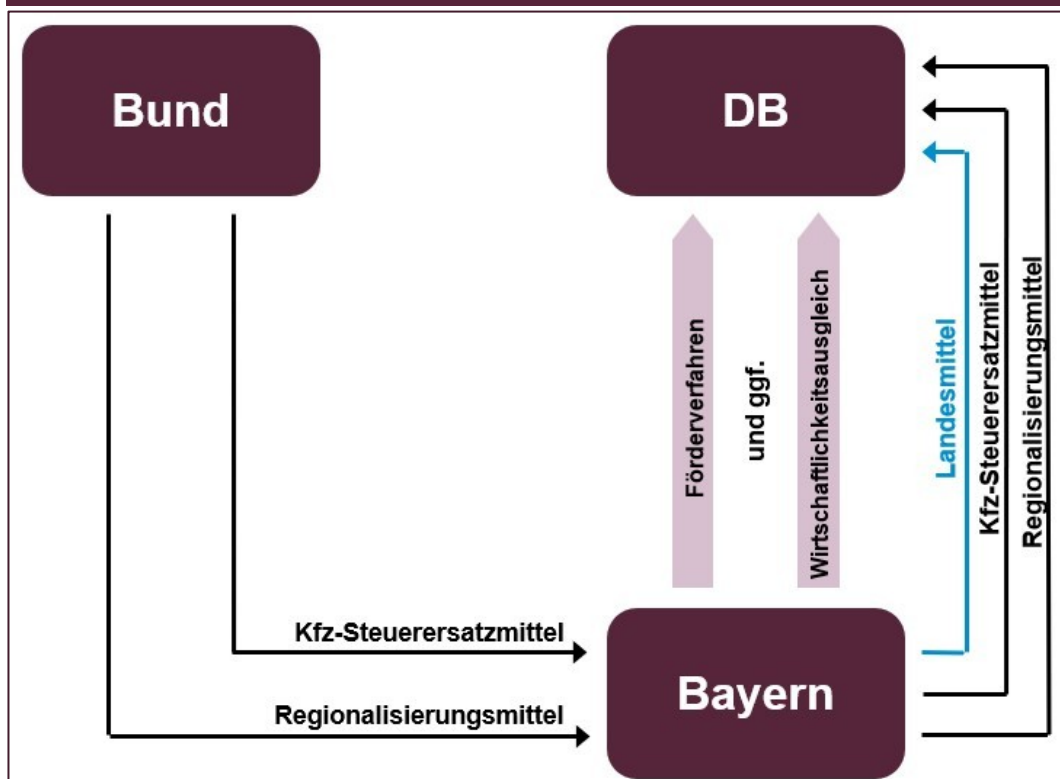 Bund
DB
Förderverfahren
und ggf.
Wirtschaftlichkeitsausgleich
Landesmittel
Kfz-Steuerersatzmittel
Regionalisierungsmittel
Kfz-Steuerersatzmittel
Regionalisierungsmittel
Bayern